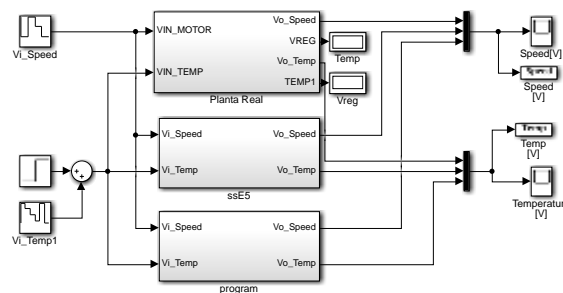 Vi_Speed
VIN_MOTOR
VIN_TEMP
Vo_Speed
VREG
Vo_Temp
TEMP1
Planta Real
Temp
Vreg
Speed[V]
Speed
[V]
Vi_Speed
Vi_Temp
Vo_Speed
Vo_Temp
ssE5
Temp
[V]
Temperatur
[V]
Vi_Temp1
Vi_Speed
Vi_Temp
Vo_Speed
Vo_Temp
program